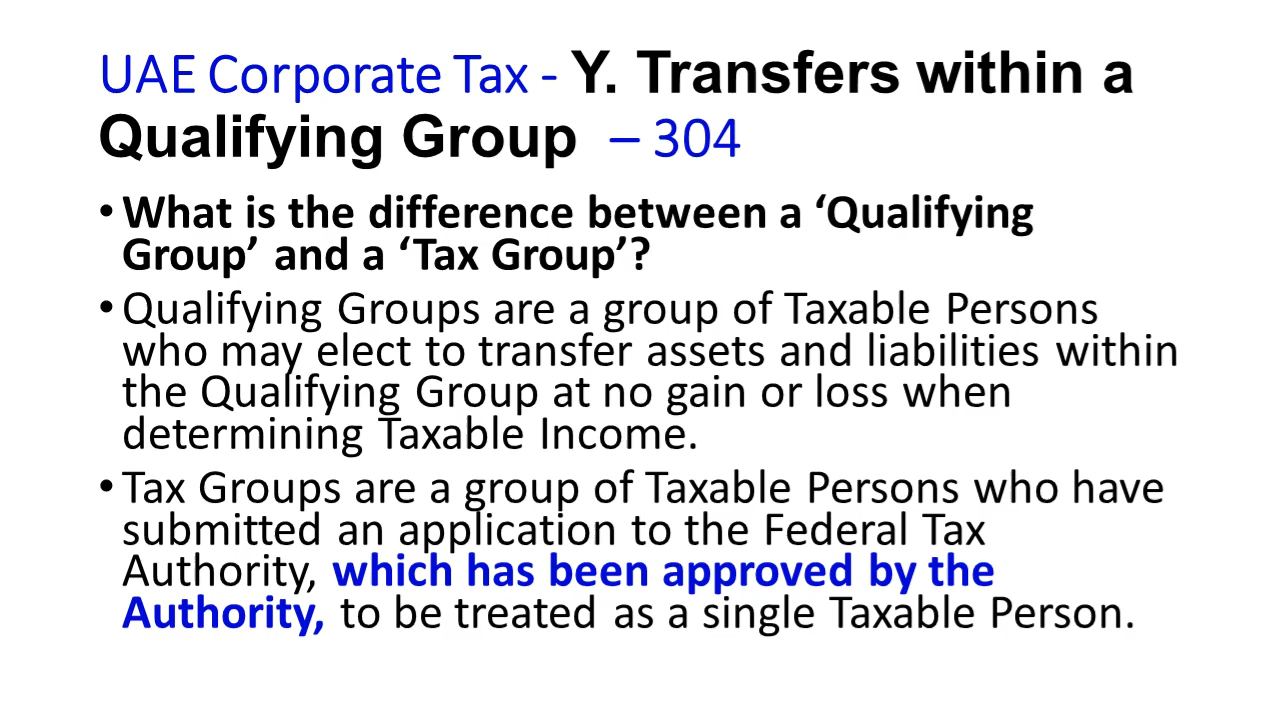 UAE Corporate Tax - Y. Transfers within a
Qualifying Group – 304
• What is the difference between a ‘Qualifying
Group’ and a ‘Tax Group’?
• Qualifying Groups are a group of Taxable Persons
who may elect to transfer assets and liabilities within
the Qualifying Group at no gain or loss when
determining Taxable Income.
• Tax Groups are a group of Taxable Persons who have
submitted an application to the Federal Tax
Authority, which has been approved by the
Authority, to be treated as a single Taxable Person.